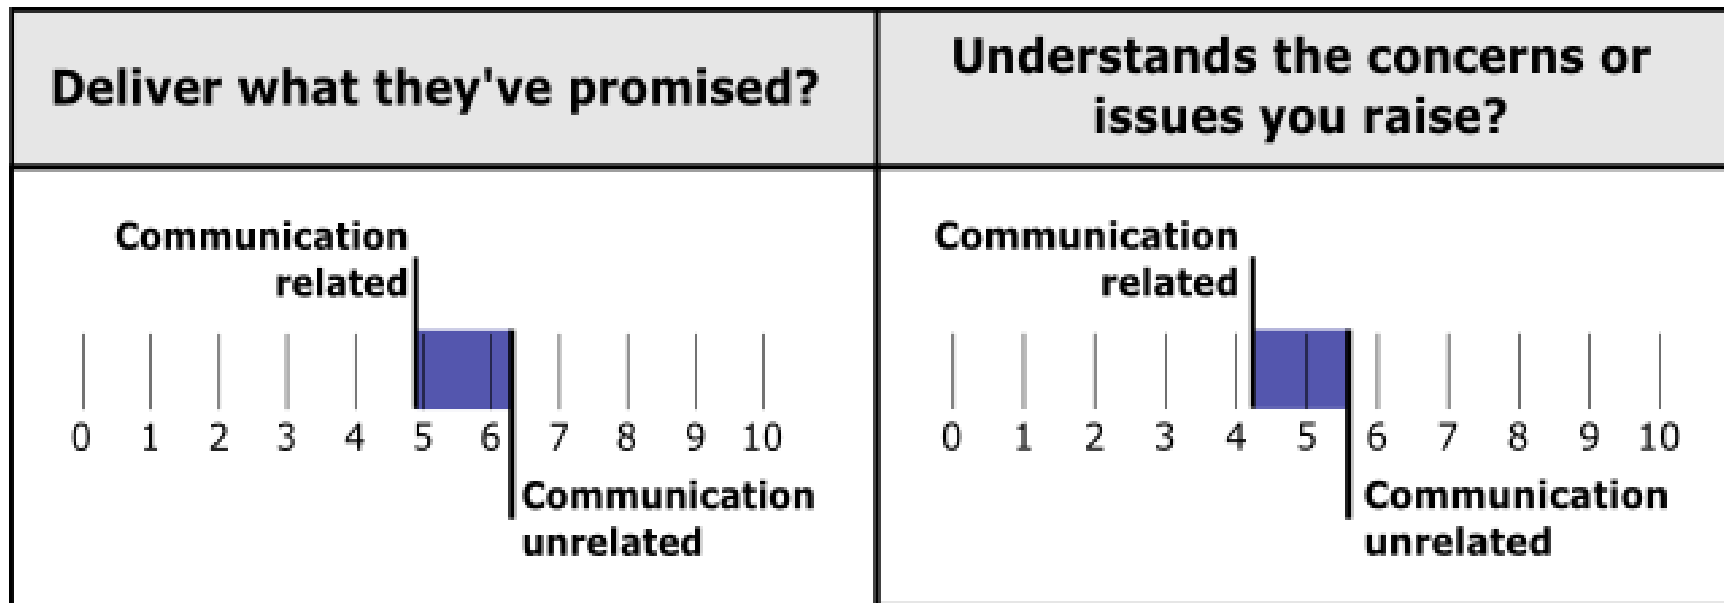 Deliver what they've promised?
Understands the concerns or
issues you raise?
Communication
related
0 1 2 3 4 5 6 7 8 9 10
Communication
unrelated
Communication
related
0 1 2 3 4 5 6 7 8 9 10
Communication
unrelated